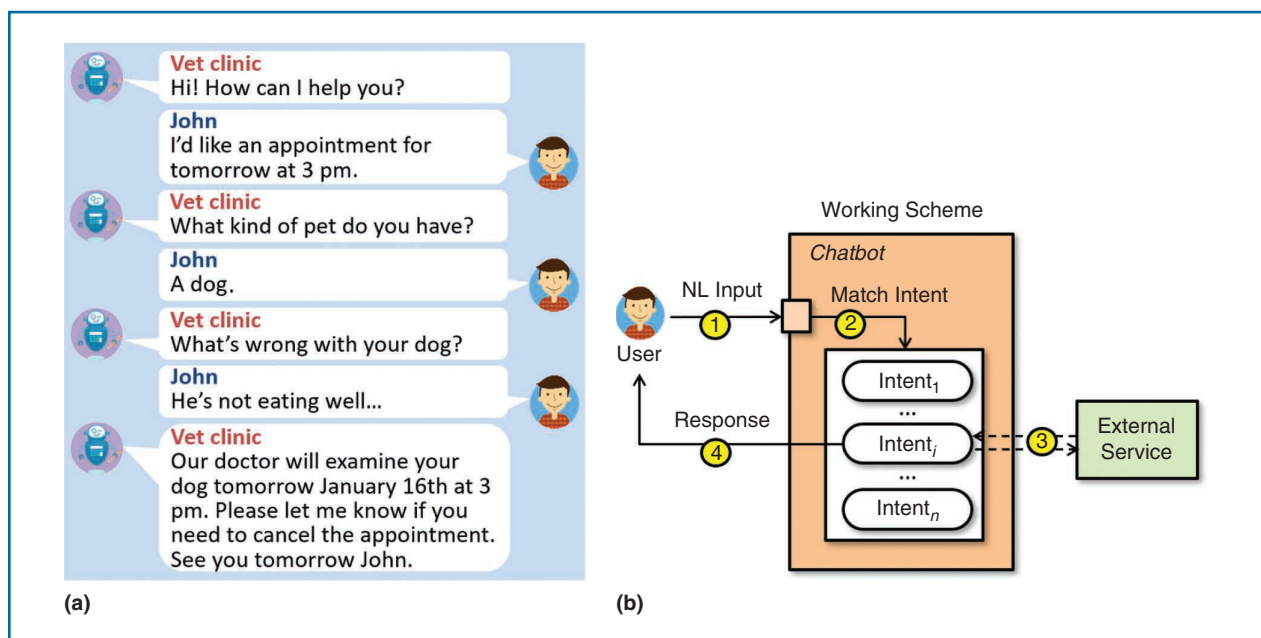 Vet clinic
Hi! How can I help you?
John
I'd like an appointment for
tomorrow at 3 pm.
Vet clinic
What kind of pet do you have?
John
A dog.
Vet clinic
What's wrong with your dog?
John
He's not eating well...
Vet clinic
Our doctor will examine your
dog tomorrow January 16th at 3
pm. Please let me know if you
need to cancel the appointment.
See you tomorrow John.
(a)
Working Scheme
Chatbot
NL Input
Match Intent
1
2
User
Intent1
...
Response
Intenti
3
External
Service
4
...
Intentn
(b)